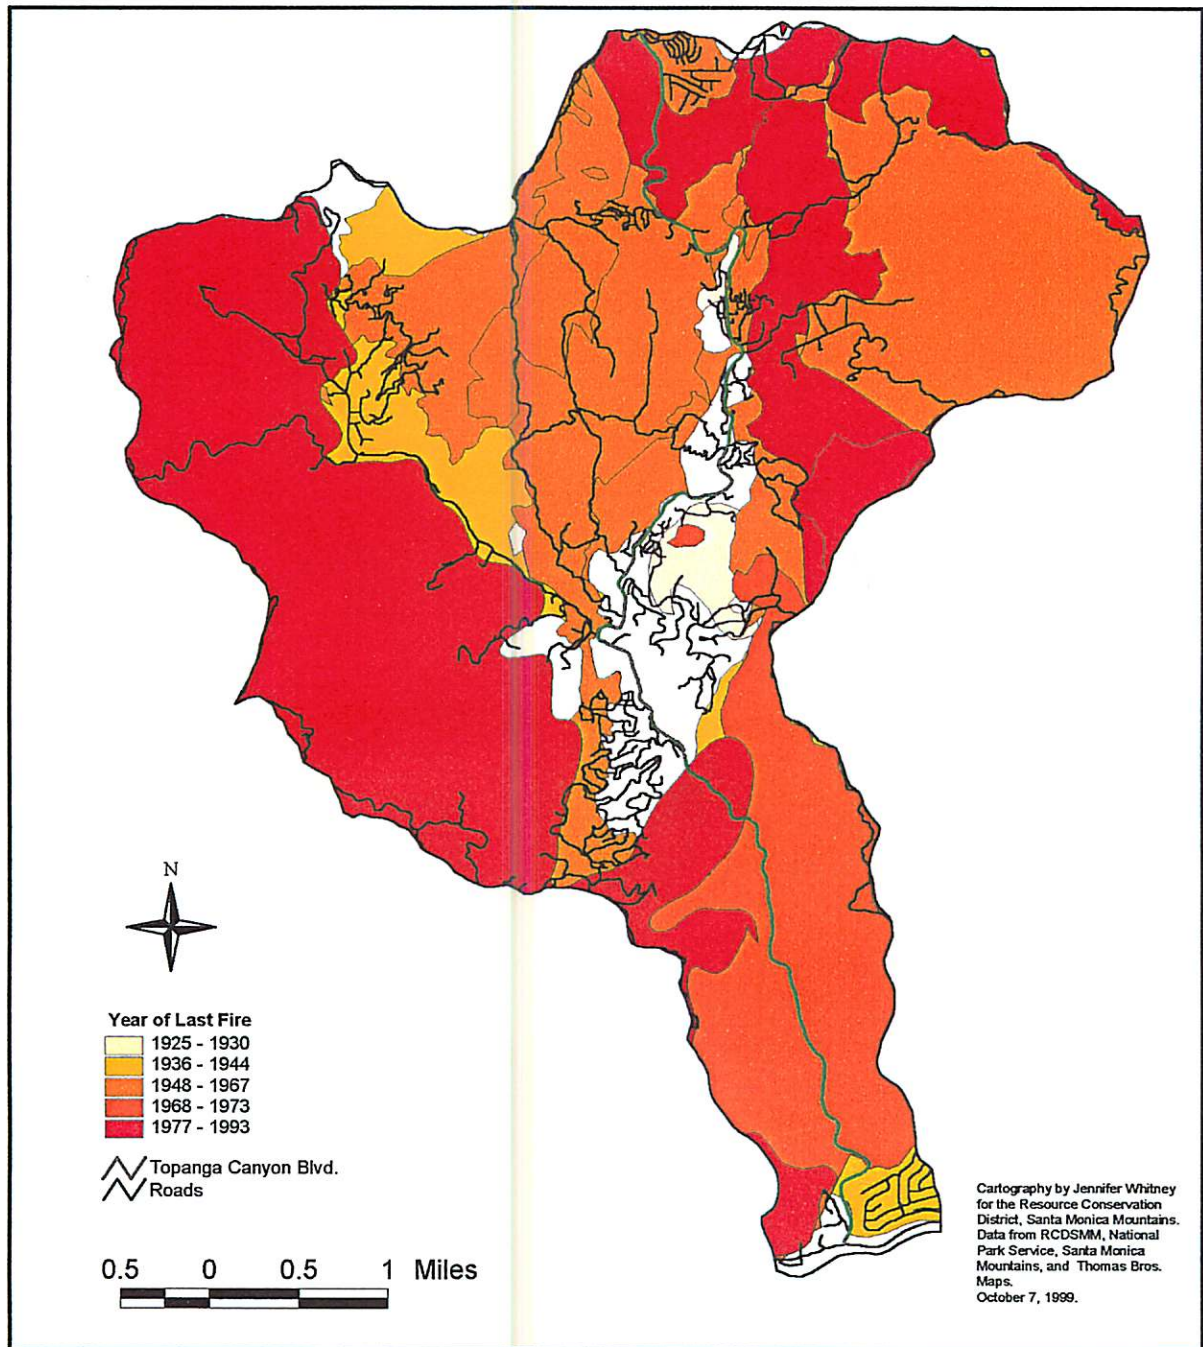 N
Year of Last Fire
1925 - 1930
1936 - 1944
1948 - 1967
1968 - 1973
1977 - 1993
Topanga Canyon Blvd.
Roads
0.5 0 0.5 1 Miles
Cartography by Jennifer Whitney
for the Resource Conservation
District, Santa Monica Mountains.
Data from RCDSMM, National
Park Service, Santa Monica
Mountains, and Thomas Bros.
Maps.
October 7, 1999.